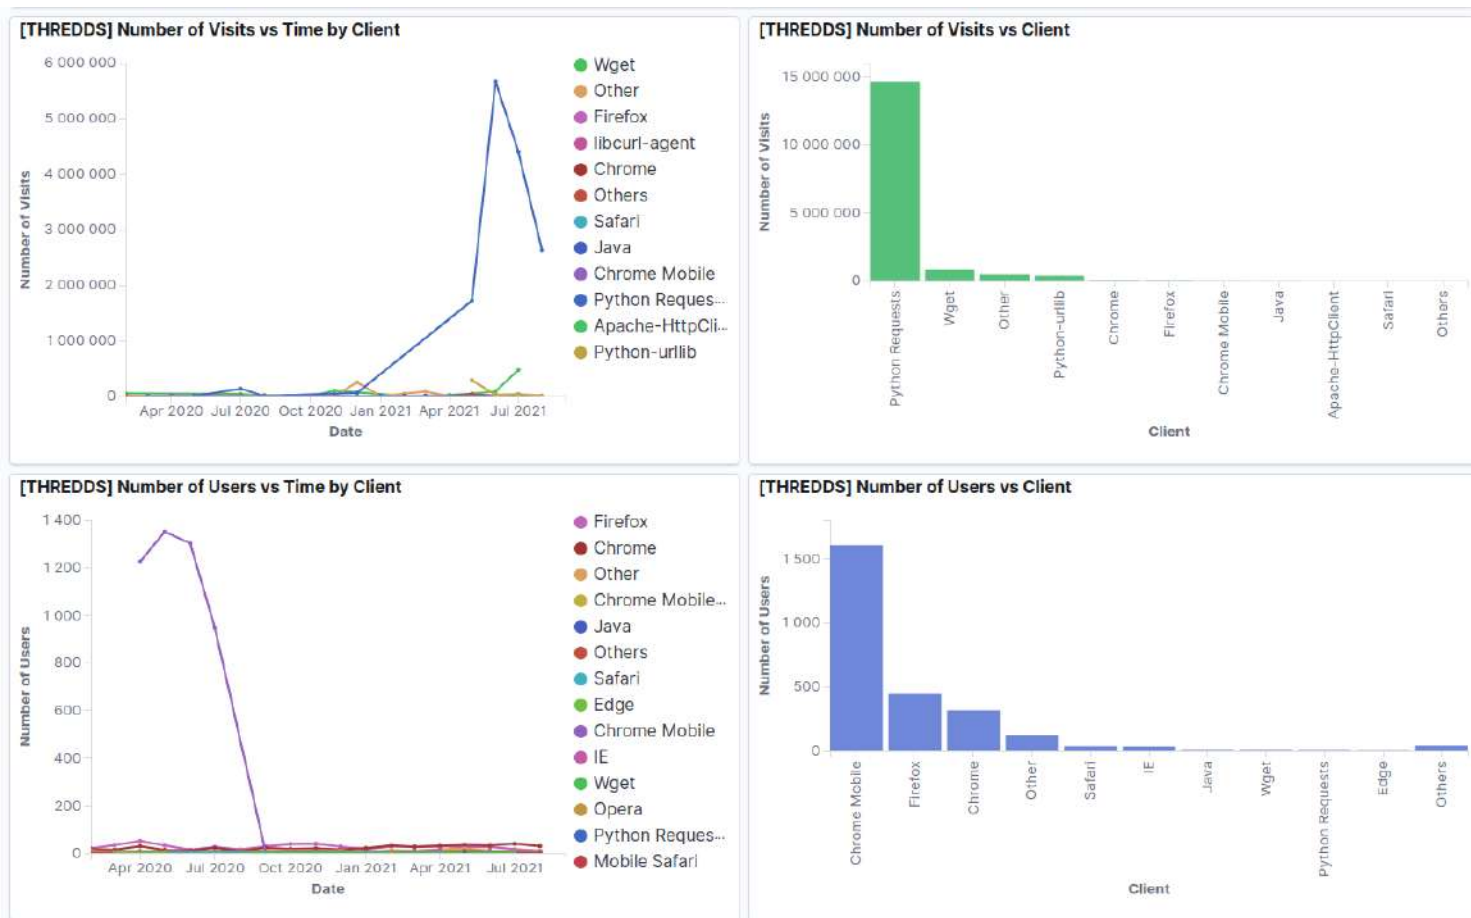 [THREDDS] Number of Visits vs Time by Client
6 000 000
5 000 000
4 000 000
3 000 000
2 000 000
1 000 000
0
Number of Visits
Apr 2020 Jul 2020 Oct 2020 Jan 2021 Apr 2021 Jul 2021
Date
Wget
Other
Firefox
libcurl-agent
Chrome
Others
Safari
Java
Chrome Mobile
Python Reques...
Apache-HttpCli...
Python-urllib
[THREDDS] Number of Visits vs Client
15 000 000
10 000 000
5 000 000
0
Number of Visits
Python Requests
Wget
Other
Python-urllib
Chrome
Firefox
Chrome Mobile
Java
Apache-HttpClient
Safari
Others
Client
[THREDDS] Number of Users vs Time by Client
1 400
1 200
1 000
800
600
400
200
0
Number of Users
Apr 2020 Jul 2020 Oct 2020 Jan 2021 Apr 2021 Jul 2021
Date
Firefox
Chrome
Other
Chrome Mobile...
Java
Others
Safari
Edge
Chrome Mobile
IE
Wget
Opera
Python Reques...
Mobile Safari
[THREDDS] Number of Users vs Client
1 500
1 000
500
0
Number of Users
Chrome Mobile
Firefox
Chrome
Other
Safari
IE
Java
Wget
Python Requests
Edge
Others
Client